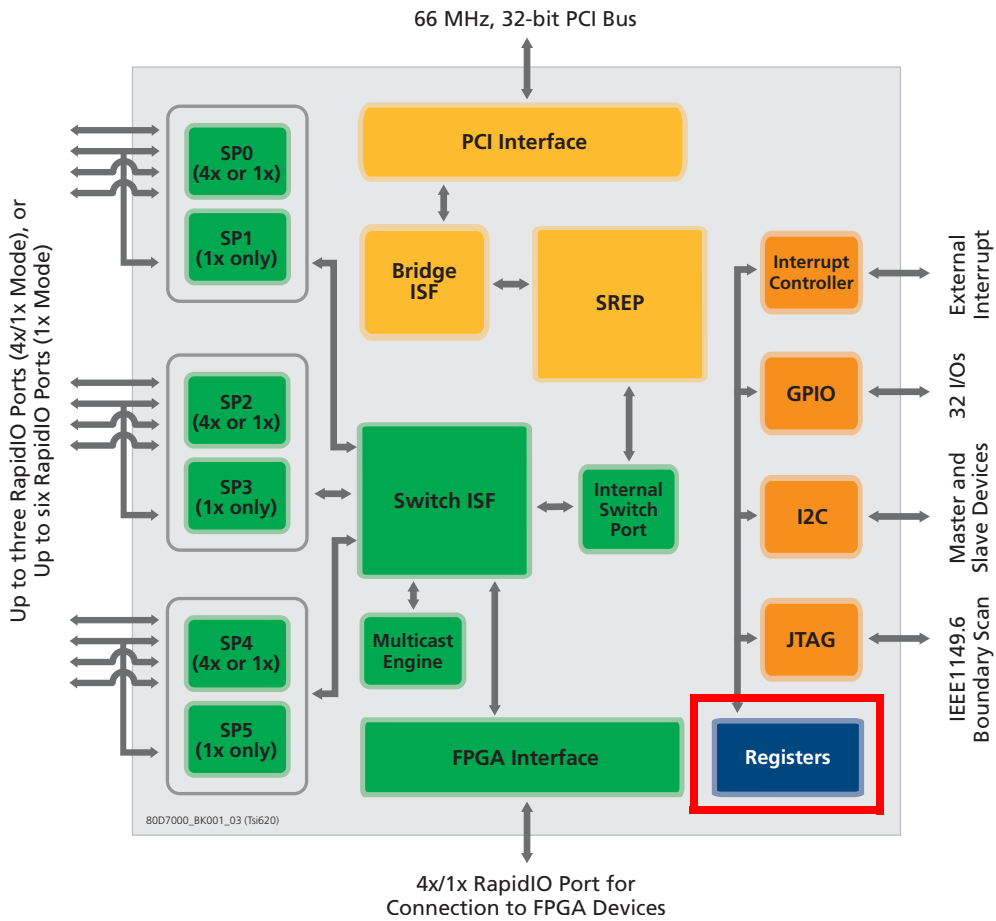 66 MHz, 32-bit PCI Bus
PCI Interface
SP0
(4x or 1x)
SP1
(1x only)
Bridge
ISF
SREP
Interrupt
Controller
External
Interrupt
GPIO
32 I/Os
Up to three RapidIO Ports (4x/1x Mode), or
Up to six RapidIO Ports (1x Mode)
SP2
(4x or 1x)
SP3
(1x only)
Switch ISF
Internal
Switch
Port
I2C
Master and
Slave Devices
SP4
(4x or 1x)
SP5
(1x only)
Multicast
Engine
JTAG
IEEE1149.6
Boundary Scan
FPGA Interface
Registers
80D7000_BK001_03 (Tsi620)
4x/1x RapidIO Port for
Connection to FPGA Devices